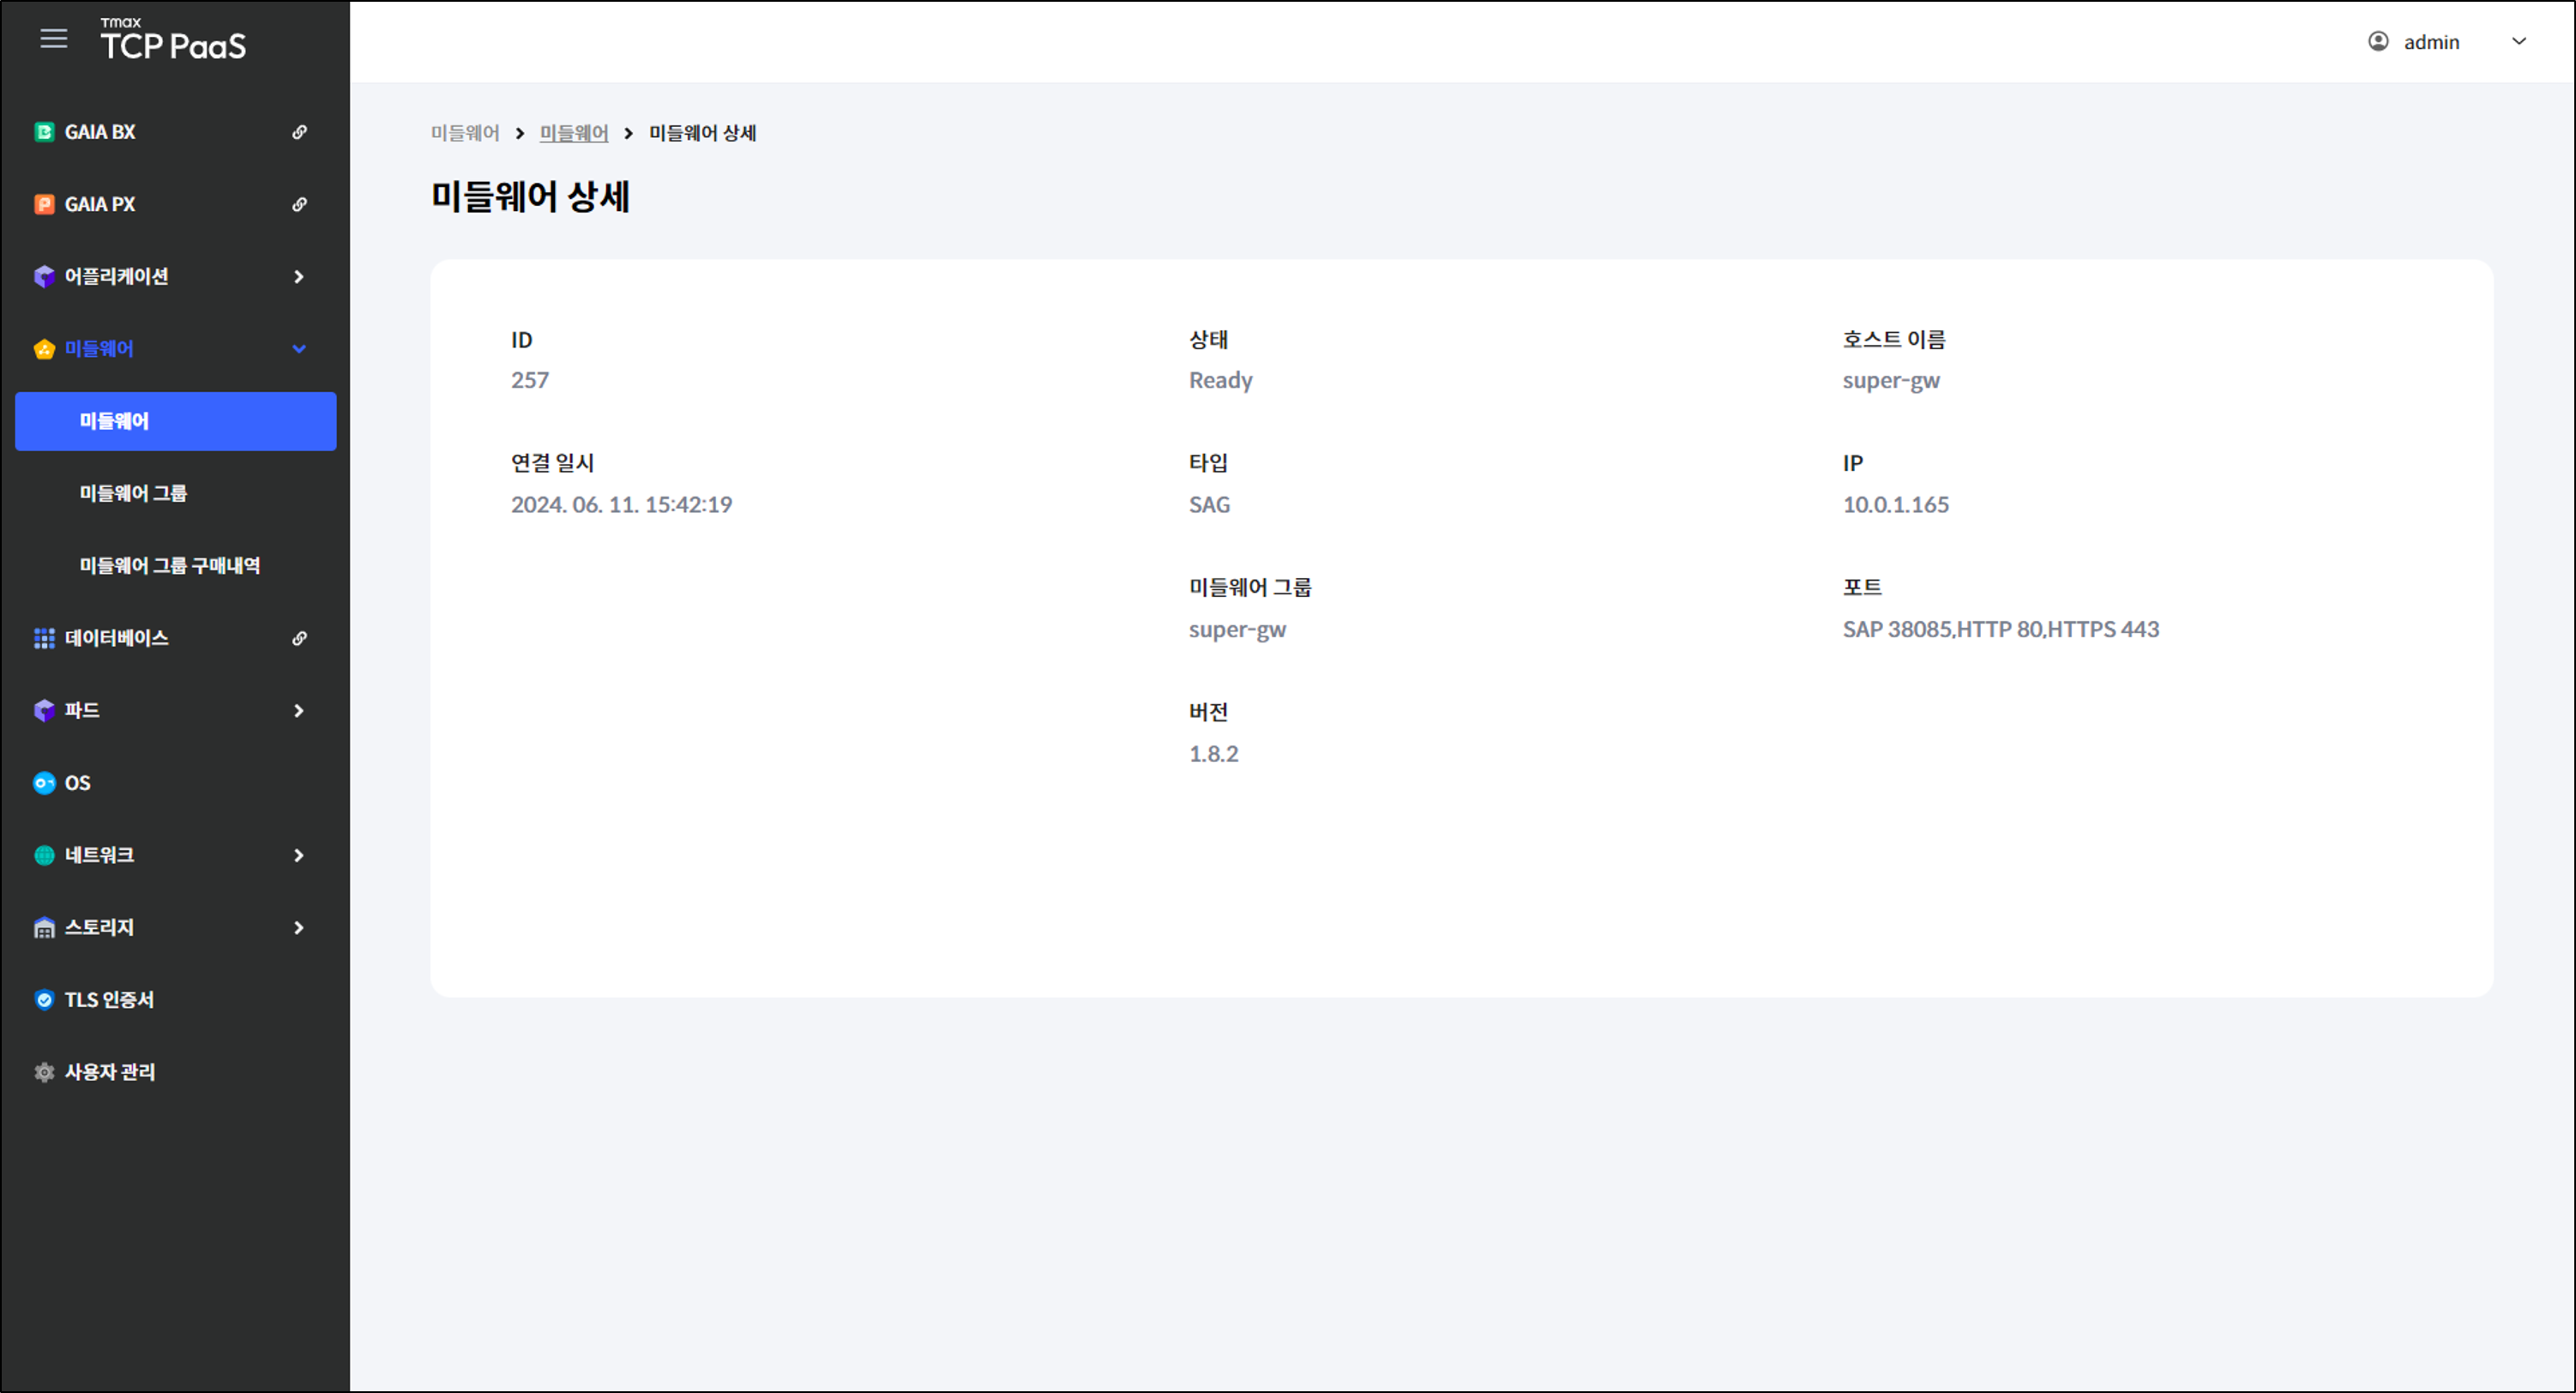 Tmax
TCP PaaS
admin
GAIA BX
GAIA PX
어플리케이션
미들웨어
미들웨어
미들웨어 그룹
미들웨어 그룹 구매내역
데이터베이스
파드
OS
네트워크
스토리지
TLS 인증서
사용자 관리
미들웨어 > 미들웨어 > 미들웨어 상세
미들웨어 상세
ID
257
연결 일시
2024. 06. 11. 15:42:19
상태
Ready
타입
SAG
미들웨어 그룹
super-gw
버전
1.8.2
호스트 이름
super-gw
IP
10.0.1.165
포트
SAP 38085,HTTP 80,HTTPS 443